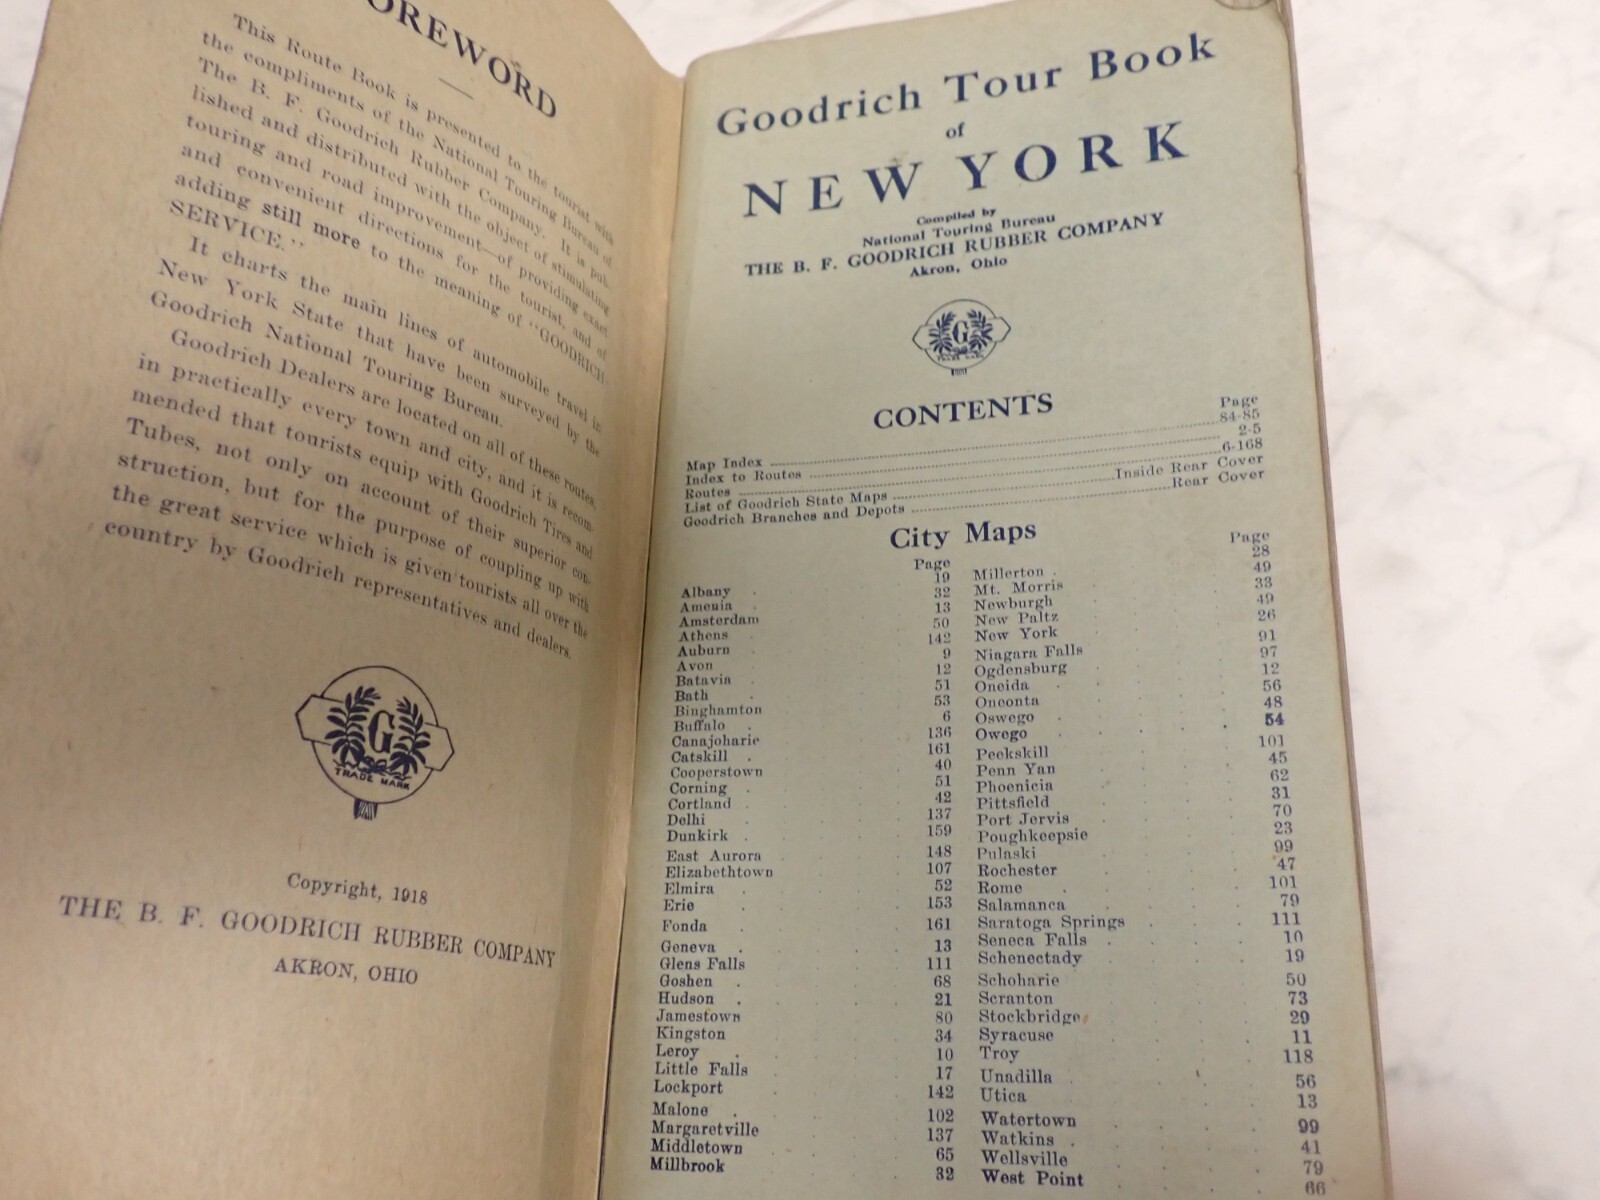 FOREWORD
This Route Book is presented to the tourist with
the compliments of the National Touring Bureau of
The B. F. Goodrich Rubber Company. It is pub-
lished and distributed with the object of stimulating
touring and road improvement—of providing exact
and convenient directions for the tourist, and of
adding still more to the meaning of "GOODRICH
SERVICE."
It charts the main lines of automobile travel in
New York State that have been surveyed by the
Goodrich National Touring Bureau.
Goodrich Dealers are located on all of these routes,
in practically every town and city, and it is recom-
mended that tourists equip with Goodrich Tires and
Tubes, not only on account of their superior con-
struction, but for the purpose of coupling up with
the great service which is given tourists all over the
country by Goodrich representatives and dealers.
G
TRADE MARK
Copyright, 1918
THE B. F. GOODRICH RUBBER COMPANY
AKRON, OHIO
Goodrich Tour Book
of
NEW YORK
Compiled by
National Touring Bureau
THE B. F. GOODRICH RUBBER COMPANY
Akron, Ohio
G
TRADE MARK
CONTENTS
Page
Map Index 84-85
Index to Routes 2-5
Routes 6-168
List of Goodrich State Maps Inside Rear Cover
Goodrich Branches and Depots Rear Cover
City Maps
Page
Albany 19
Amenia 32
Amsterdam 13
Athens 50
Auburn 142
Avon 9
Batavia 12
Bath 51
Binghamton 53
Buffalo 6
Canajoharie 136
Catskill 161
Cooperstown 40
Corning 51
Cortland 42
Delhi 137
Dunkirk 159
East Aurora 148
Elizabethtown 107
Elmira 52
Erie 153
Fonda 161
Geneva 13
Glens Falls 111
Goshen 68
Hudson 21
Jamestown 80
Kingston 34
Leroy 10
Little Falls 17
Lockport 142
Malone 102
Margaretville 137
Middletown 65
Millbrook 32
Page
Millerton 28
Mt. Morris 49
Newburgh 33
New Paltz 49
New York 26
Niagara Falls 91
Ogdensburg 97
Oneida 12
Oneonta 56
Oswego 48
Owego 54
Peekskill 101
Penn Yan 45
Phoenicia 62
Pittsfield 31
Port Jervis 70
Poughkeepsie 23
Pulaski 99
Rochester 47
Rome 101
Salamanca 79
Saratoga Springs 111
Seneca Falls 10
Schenectady 19
Schoharie 50
Scranton 73
Stockbridge 29
Syracuse 11
Troy 118
Unadilla 56
Utica 13
Watertown 99
Watkins 41
Wellsville 79
West Point 66